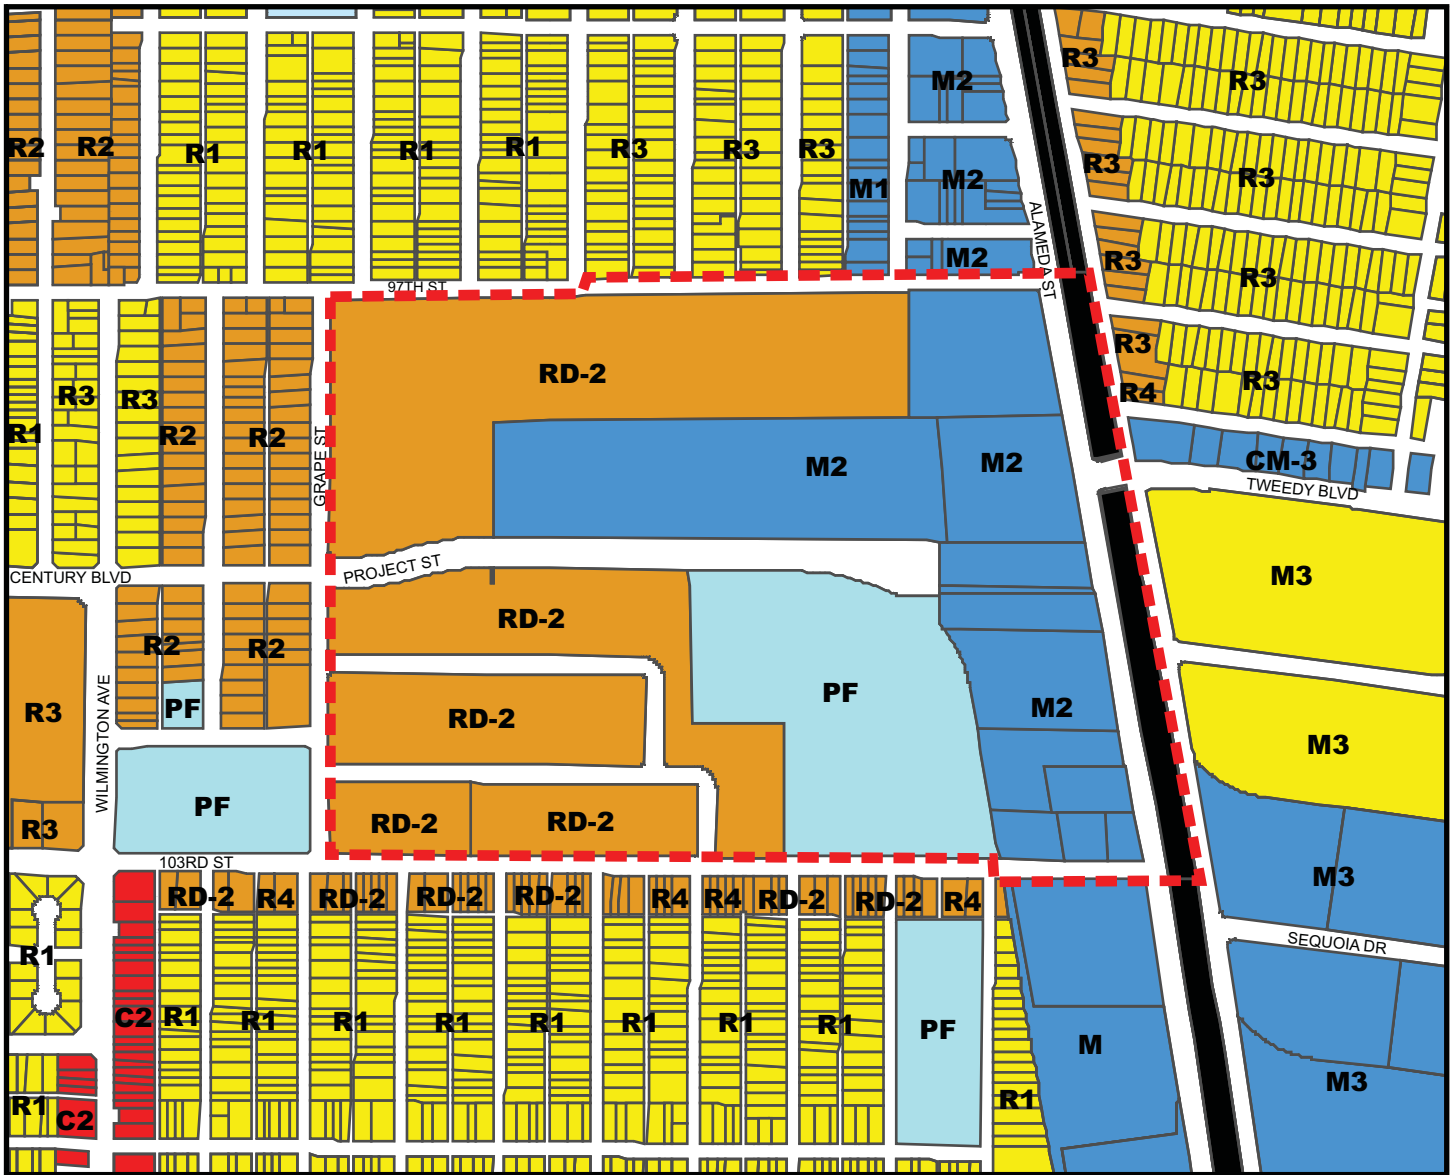 R3
R3
M2
R2
R2
R1
R1
R1
R1
R3
R3
R3
M1
M2
R3
R3
ALAMEDA ST
M2
R3
R3
97TH ST
R3
RD-2
R3
R3
R4
R1
R3
R3
R2
R2
GRAPE ST
M2
M2
CM-3
TWEEDY BLVD
CENTURY BLVD
PROJECT ST
M3
R2
R2
RD-2
R3
WILMINGTON AVE
PF
RD-2
PF
M2
M3
PF
R3
RD-2
RD-2
103RD ST
M3
RD-2
R4
RD-2
RD-2
RD-2
R4
R4
RD-2
RD-2
R4
R1
SEQUOIA DR
C2
R1
R1
R1
R1
R1
R1
R1
R1
PF
M
R1
C2
R1
M3